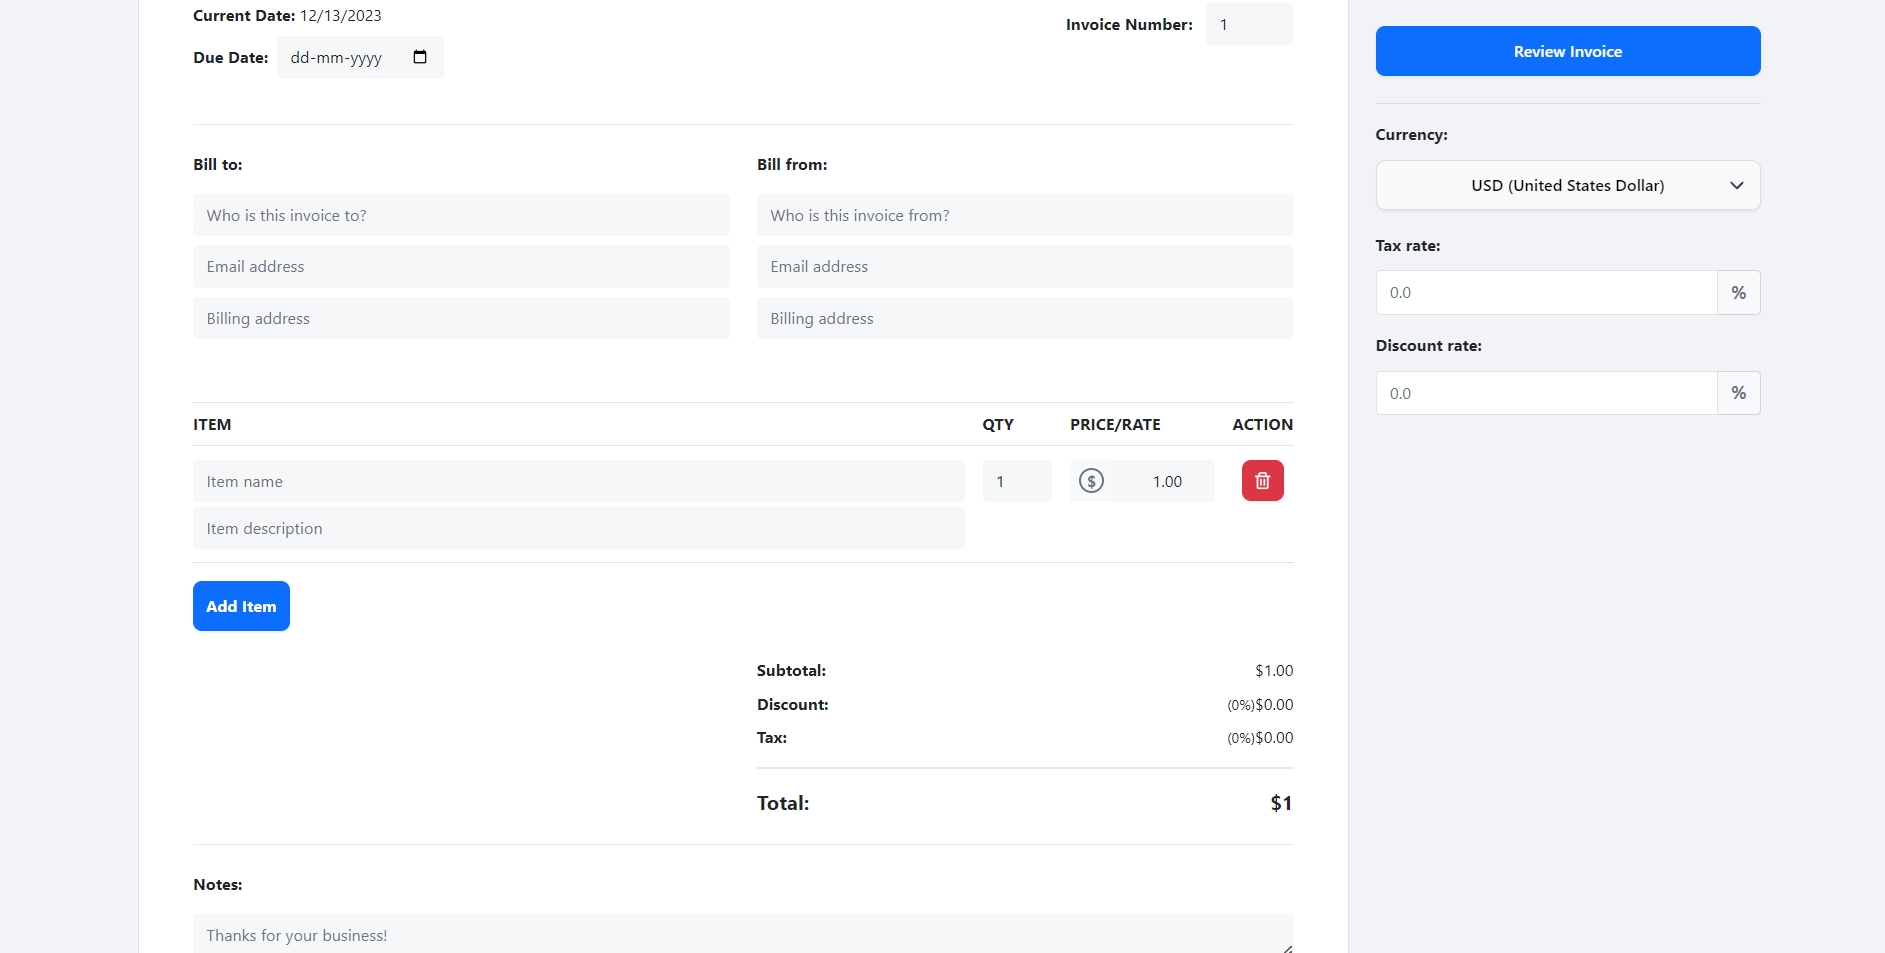 Current Date: 12/13/2023
Invoice Number: 1
Due Date: dd-mm-yyyy
Bill to:
Bill from:
Who is this invoice to?
Who is this invoice from?
Email address
Email address
Billing address
Billing address
ITEM QTY PRICE/RATE ACTION
Item name 1 $ 1.00
Item description
Add Item
Subtotal: $1.00
Discount: (0%)$0.00
Tax: (0%)$0.00
Total: $1
Notes:
Thanks for your business!
Review Invoice
Currency:
USD (United States Dollar)
Tax rate:
0.0 %
Discount rate:
0.0 %